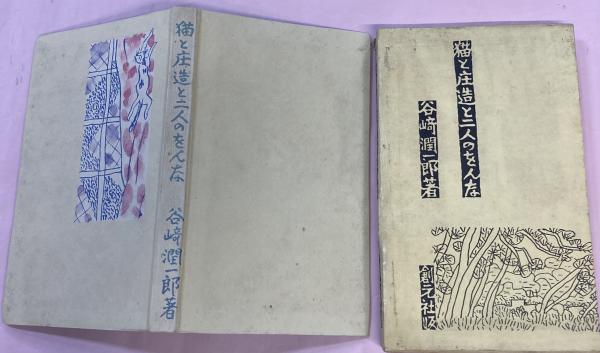 猫と庄造と二人のをんな
谷崎潤一郎著
猫と庄造と二人のをんな
谷崎潤一郎著
創元社版